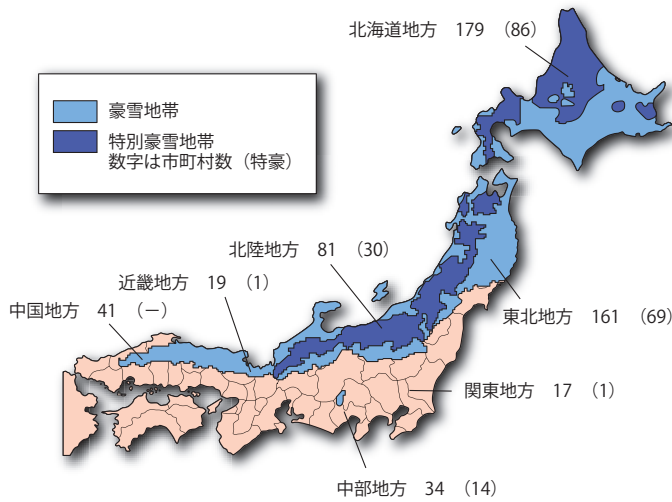 北海道地方 179 (86)
豪雪地帯
特別豪雪地帯
数字は市町村数(特豪)
北陸地方 81 (30)
近畿地方 19 (1)
中国地方 41 (−)
東北地方 161 (69)
関東地方 17 (1)
中部地方 34 (14)